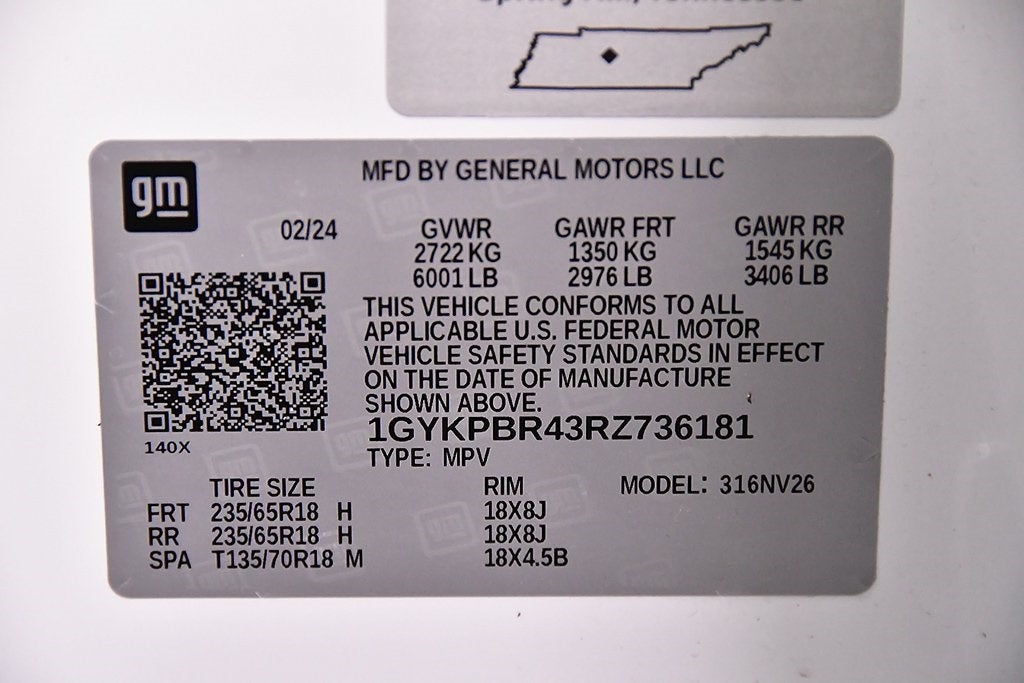 Spring Hill, Tennessee
gm
MFD BY GENERAL MOTORS LLC
02/24 GVWR GAWR FRT GAWR RR
2722 KG 1350 KG 1545 KG
6001 LB 2976 LB 3406 LB
THIS VEHICLE CONFORMS TO ALL
APPLICABLE U.S. FEDERAL MOTOR
VEHICLE SAFETY STANDARDS IN EFFECT
ON THE DATE OF MANUFACTURE
SHOWN ABOVE.
1GYKPBR43RZ736181
140X
TYPE: MPV
TIRE SIZE RIM MODEL: 316NV26
FRT 235/65R18 H 18X8J
RR 235/65R18 H 18X8J
SPA T135/70R18 M 18X4.5B